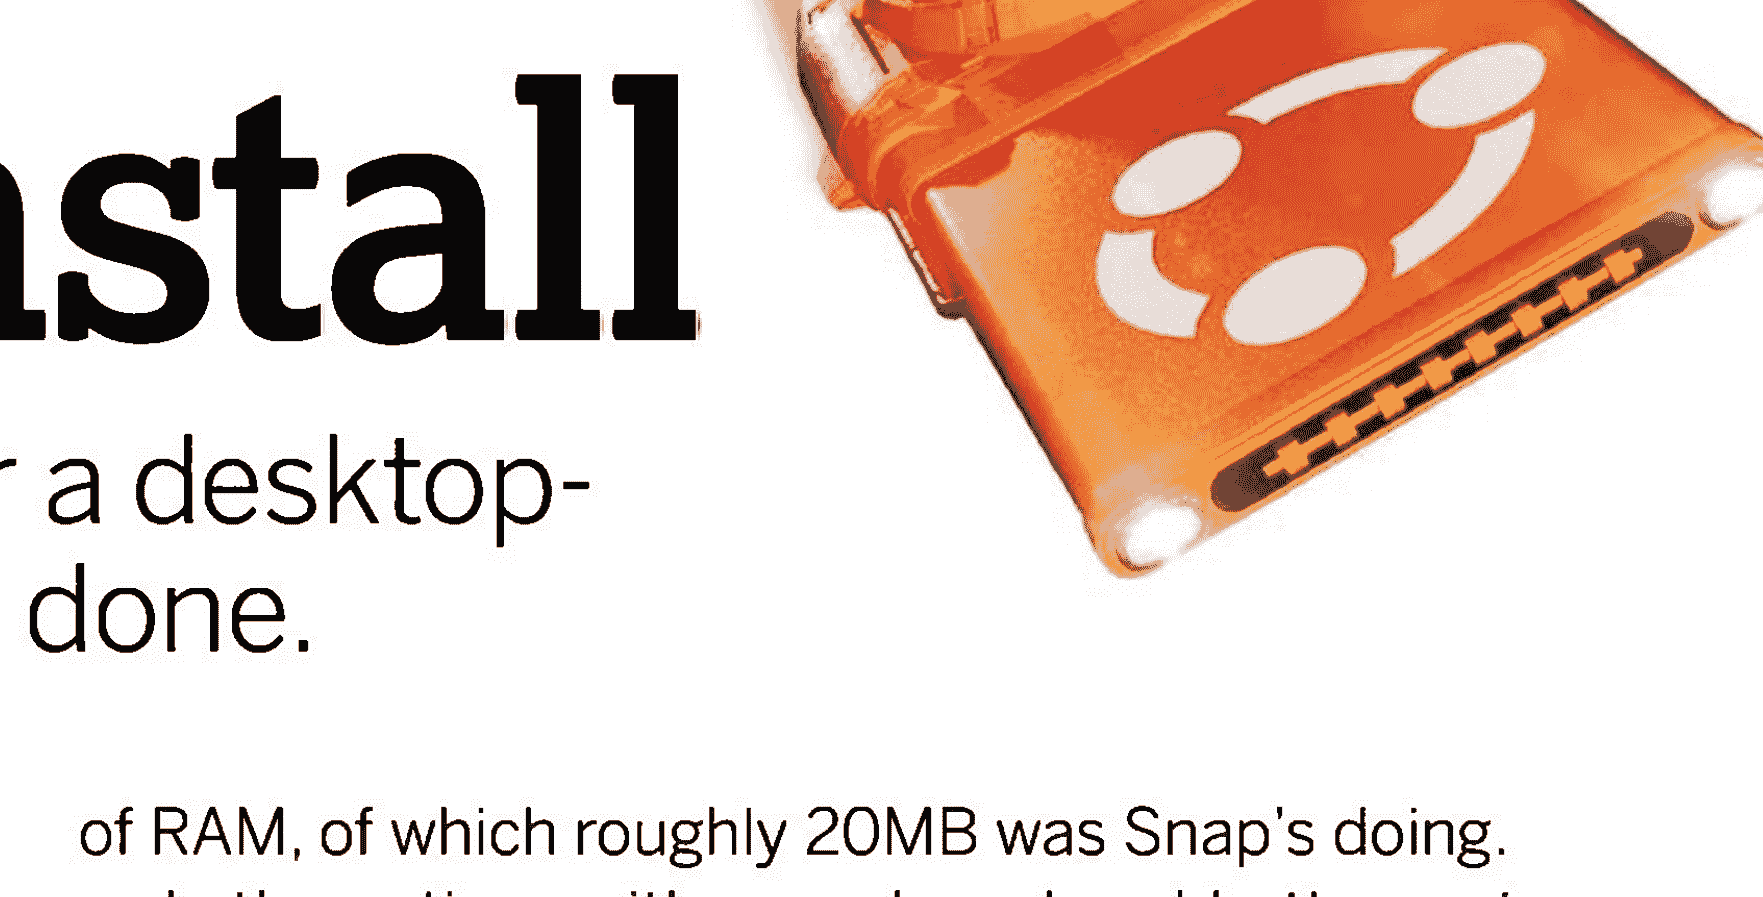 nstall
r a desktop-
done.
of RAM, of which roughly 20MB was Snap's doing.